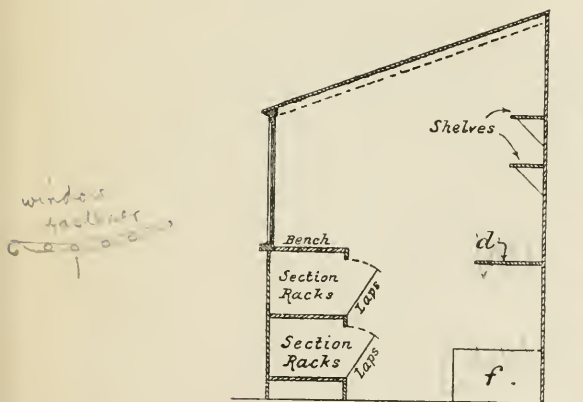 Shelves
window
Bench
d
Section
Racks
Laps
Section
Racks
Laps
f.